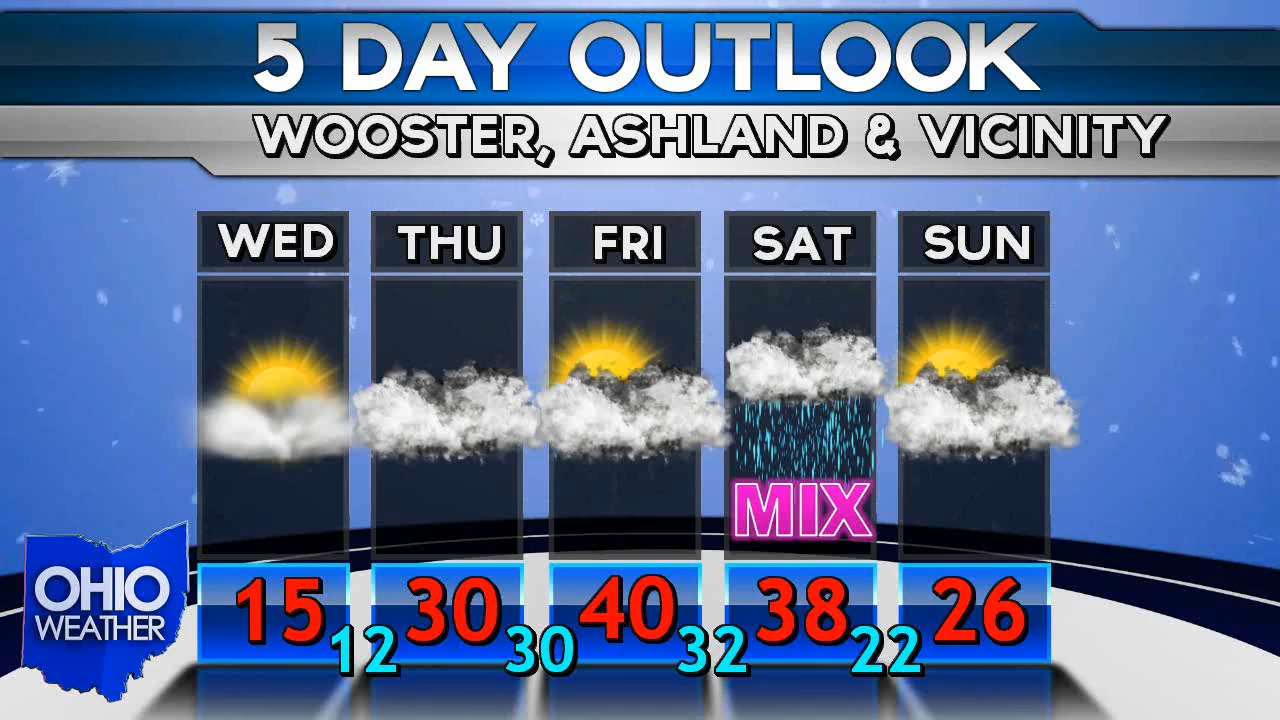 5 DAY OUTLOOK
WOOSTER, ASHLAND & VICINITY
WED THU FRI SAT SUN
MIX
15 30 40 38 26
12 30 32 22
OHIO
WEATHER